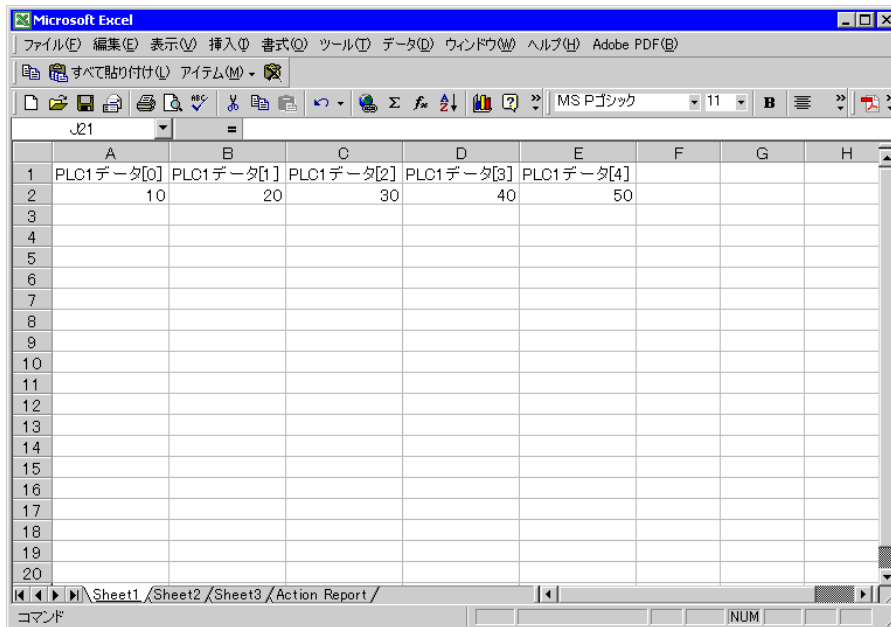 Microsoft Excel
ファイル(F) 編集(E) 表示(V) 挿入(I) 書式(O) ツール(T) データ(D) ウィンドウ(W) ヘルプ(H) Adobe PDF(B)
すべて貼り付け(L) アイテム(M)
ABC Σ fx MS Pゴシック 11 B
J21 =
A B C D E F G H
1 PLC1データ[0] PLC1データ[1] PLC1データ[2] PLC1データ[3] PLC1データ[4]
2 10 20 30 40 50
3
4
5
6
7
8
9
10
11
12
13
14
15
16
17
18
19
20
Sheet1 Sheet2 Sheet3 Action Report
コマンド NUM